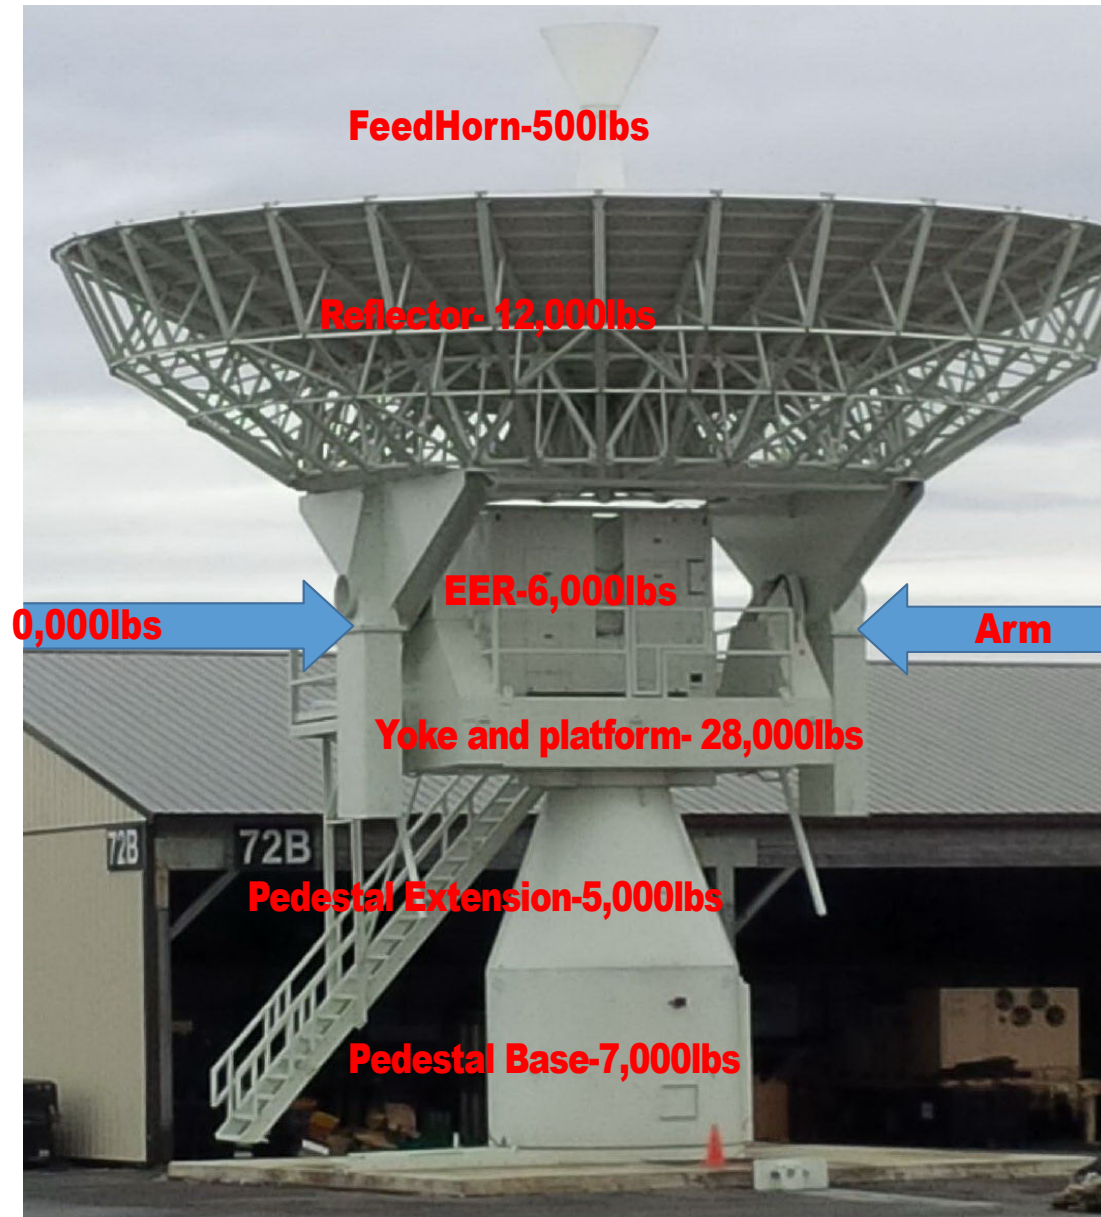 FeedHorn-500lbs
Reflector- 12,000lbs
EER-6,000lbs
0,000lbs
Arm
Yoke and platform- 28,000lbs
72B
72B
Pedestal Extension-5,000lbs
Pedestal Base-7,000lbs